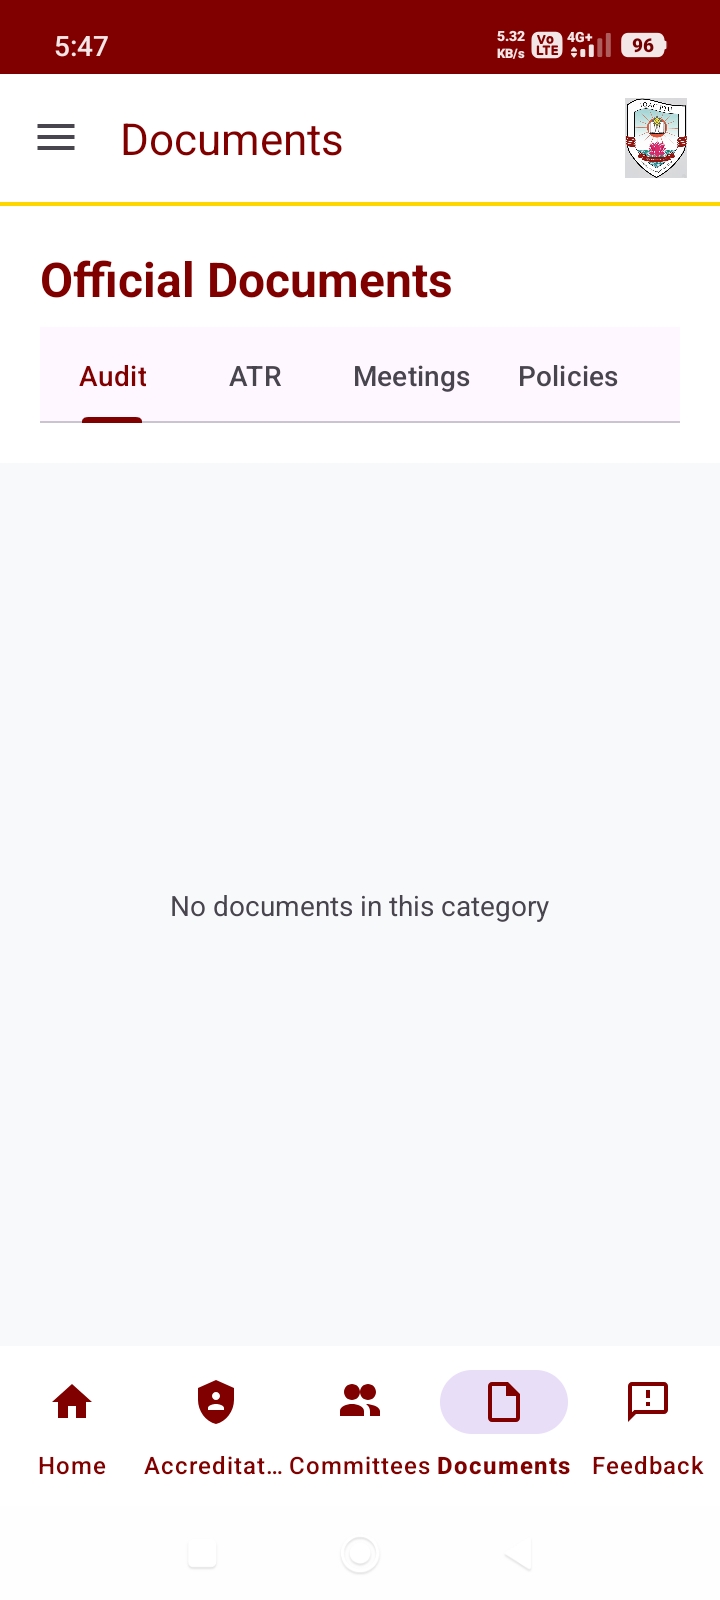 5:47
5.32 KB/s Vo LTE 4G+ 96
Documents
Official Documents
Audit ATR Meetings Policies
No documents in this category
Home Accreditat... Committees Documents Feedback